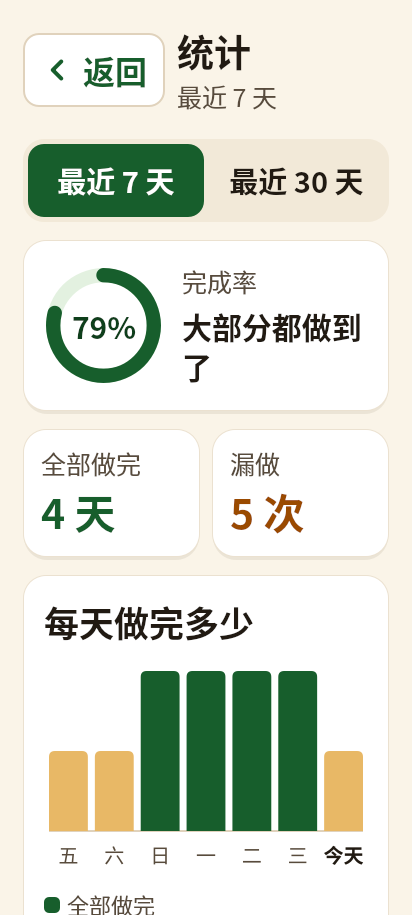 返回
统计
最近 7 天
最近 7 天
最近 30 天
79%
完成率
大部分都做到
了
全部做完
4 天
漏做
5 次
每天做完多少
五 六 日 一 二 三 今天
全部做完